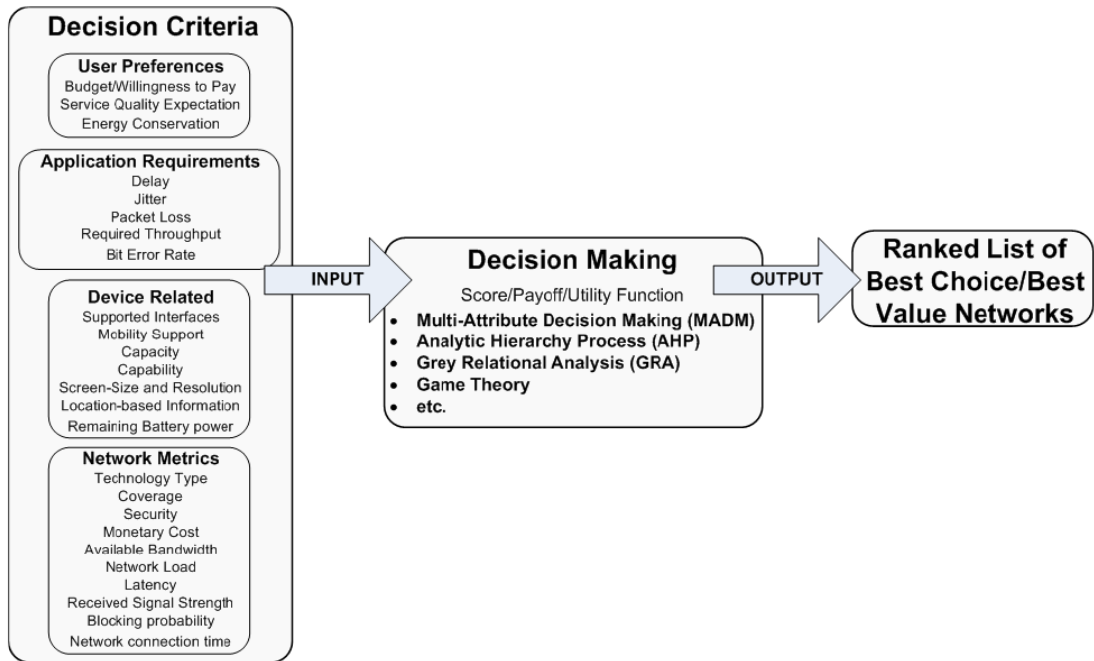 Decision Criteria
User Preferences
Budget/Willingness to Pay
Service Quality Expectation
Energy Conservation
Application Requirements
Delay
Jitter
Packet Loss
Required Throughput
Bit Error Rate
Device Related
Supported Interfaces
Mobility Support
Capacity
Capability
Screen-Size and Resolution
Location-based Information
Remaining Battery power
Network Metrics
Technology Type
Coverage
Security
Monetary Cost
Available Bandwidth
Network Load
Latency
Received Signal Strength
Blocking probability
Network connection time
INPUT
Decision Making
Score/Payoff/Utility Function
• Multi-Attribute Decision Making (MADM)
• Analytic Hierarchy Process (AHP)
• Grey Relational Analysis (GRA)
• Game Theory
• etc.
OUTPUT
Ranked List of
Best Choice/Best
Value Networks